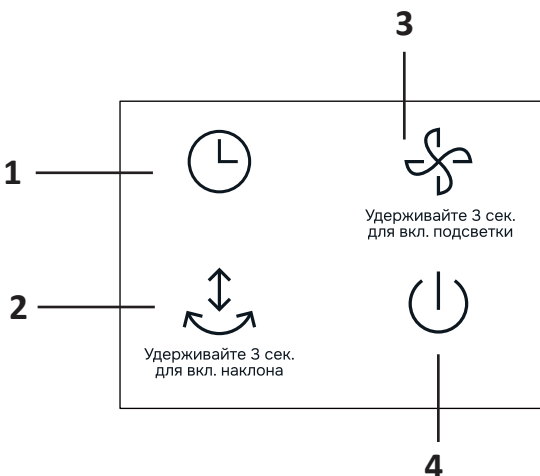 3
1
Удерживайте 3 сек.
для вкл. подсветки
2
Удерживайте 3 сек.
для вкл. наклона
4